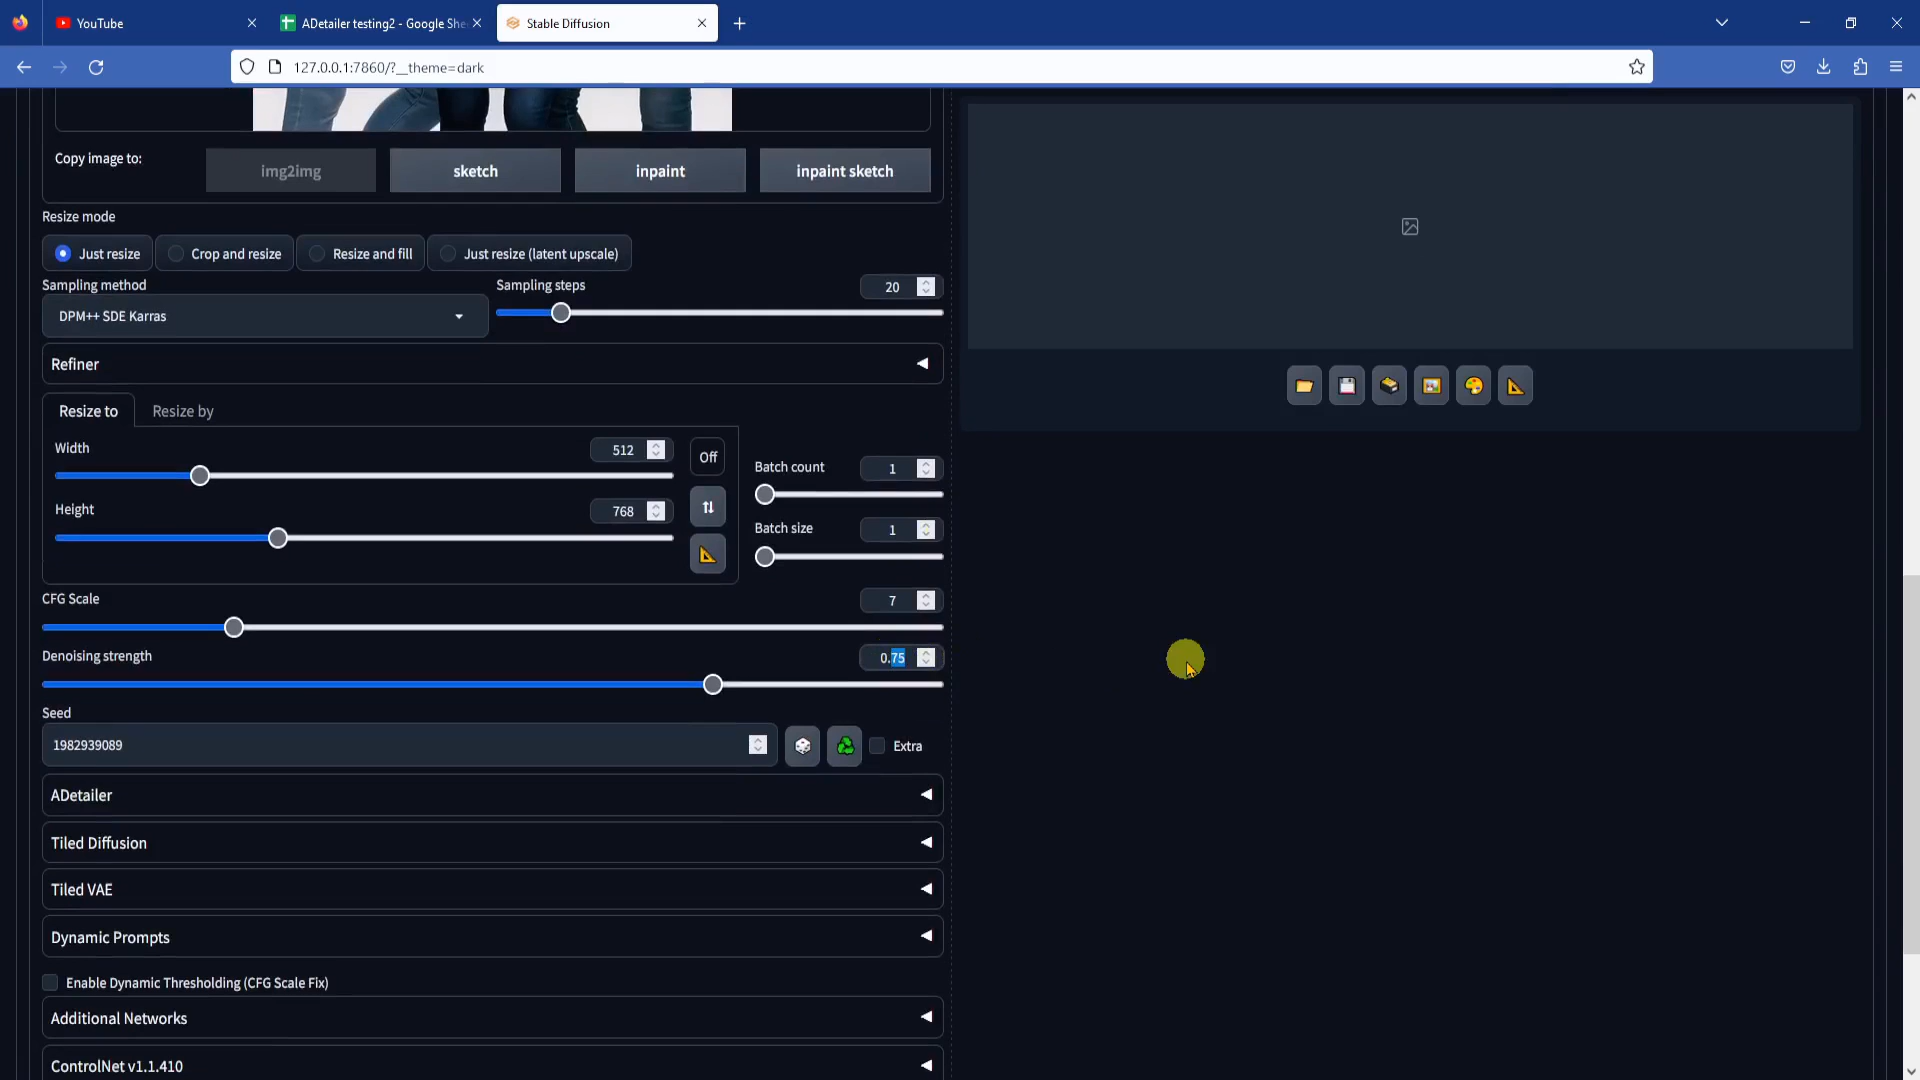 YouTube
ADetailer testing2 - Google She
Stable Diffusion
127.0.0.1:7860/?__theme=dark
Copy image to:
img2img
sketch
inpaint
inpaint sketch
Resize mode
Just resize
Crop and resize
Resize and fill
Just resize (latent upscale)
Sampling method
Sampling steps
20
DPM++ SDE Karras
Refiner
Resize to
Resize by
Width
512
Off
Height
768
Batch count
1
Batch size
1
CFG Scale
7
Denoising strength
0.75
Seed
1982939089
Extra
ADetailer
Tiled Diffusion
Tiled VAE
Dynamic Prompts
Enable Dynamic Thresholding (CFG Scale Fix)
Additional Networks
ControlNet v1.1.410